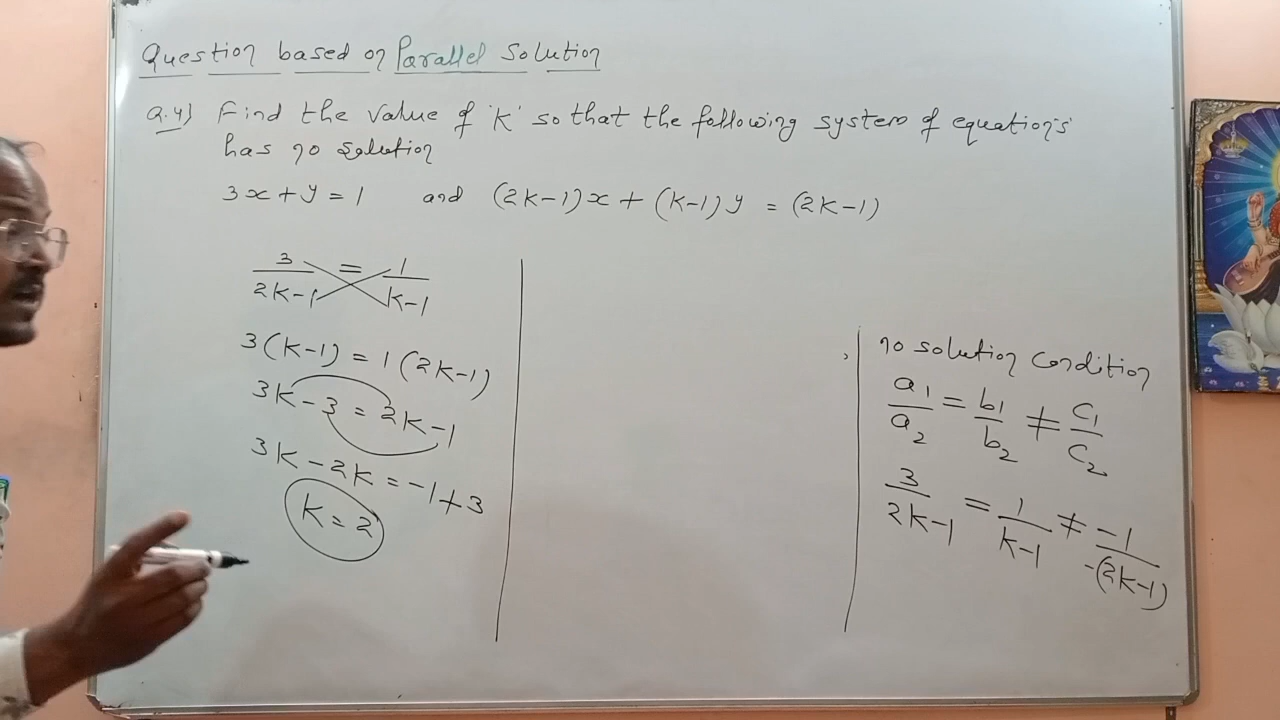 Question based on Parallel Solution
Q.4) Find the value of 'K' so that the following system of equation's
has no solution
3x + y = 1 and (2k-1)x + (k-1)y = (2k-1)
3/2k-1 = 1/k-1
3(k-1) = 1(2k-1)
3k - 3 = 2k - 1
3k - 2k = -1 + 3
k = 2
no solution condition
a1/a2 = b1/b2 ≠ c1/c2
3/2k-1 = 1/k-1 ≠ -1/-(2k-1)